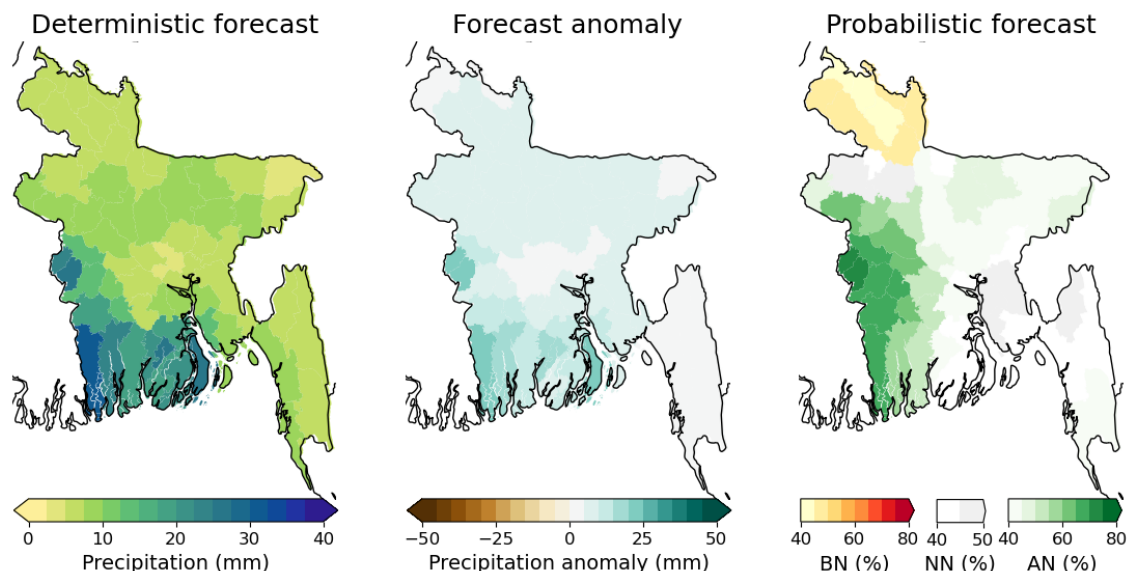 Deterministic forecast
Forecast anomaly
Probabilistic forecast
0 10 20 30 40
Precipitation (mm)
−50 −25 0 25 50
Precipitation anomaly (mm)
40 60 80
BN (%)
40 50
NN (%)
40 60 80
AN (%)